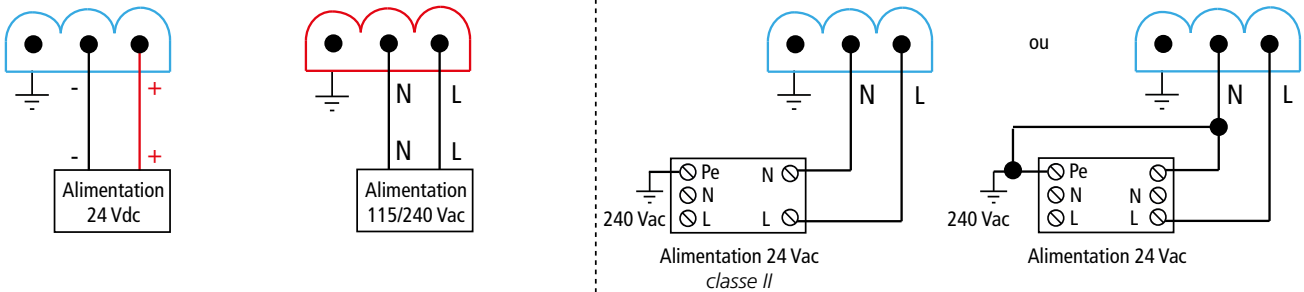 - +
- +
Alimentation
24 Vdc
N L
N L
Alimentation
115/240 Vac
N L
Pe N
N
240 Vac L L
Alimentation 24 Vac
classe II
ou
N L
Pe
N N
240 Vac L L
Alimentation 24 Vac